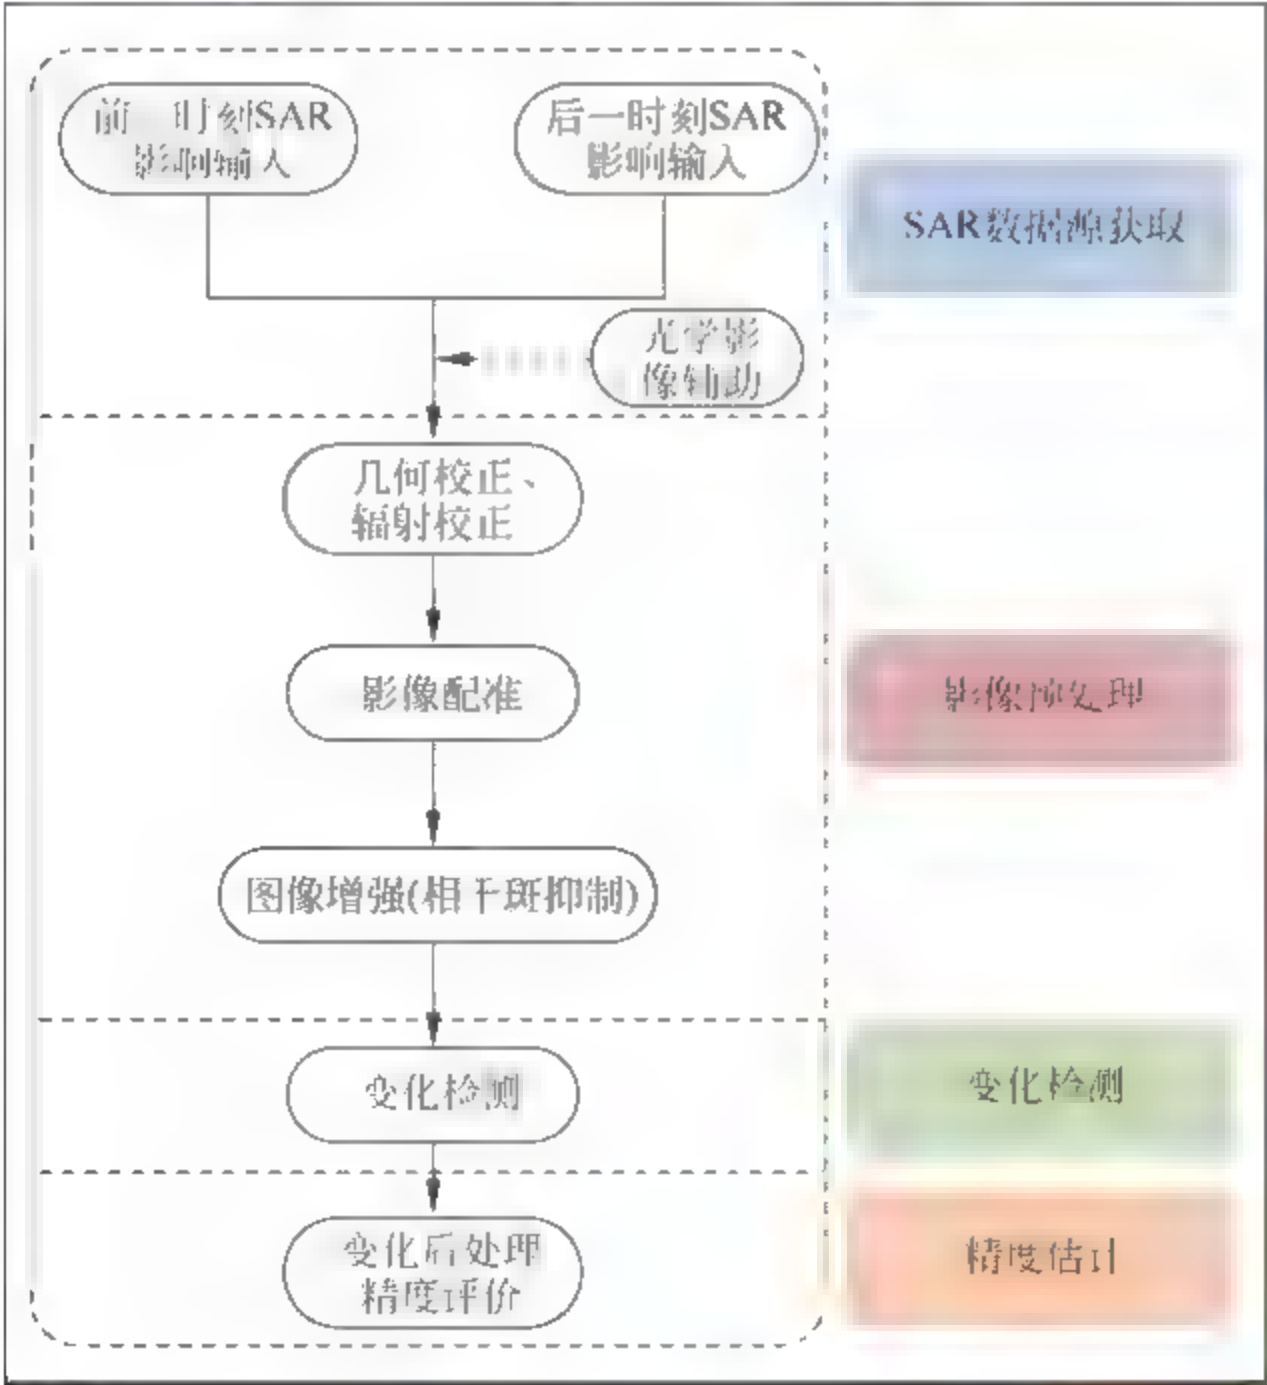 前一时刻SAR
影响输入
后一时刻SAR
影响输入
SAR数据源获取
光学影
像辅助
几何校正、
辐射校正
影像配准
影像预处理
图像增强(相干斑抑制)
变化检测
变化检测
变化后处理
精度评价
精度估计